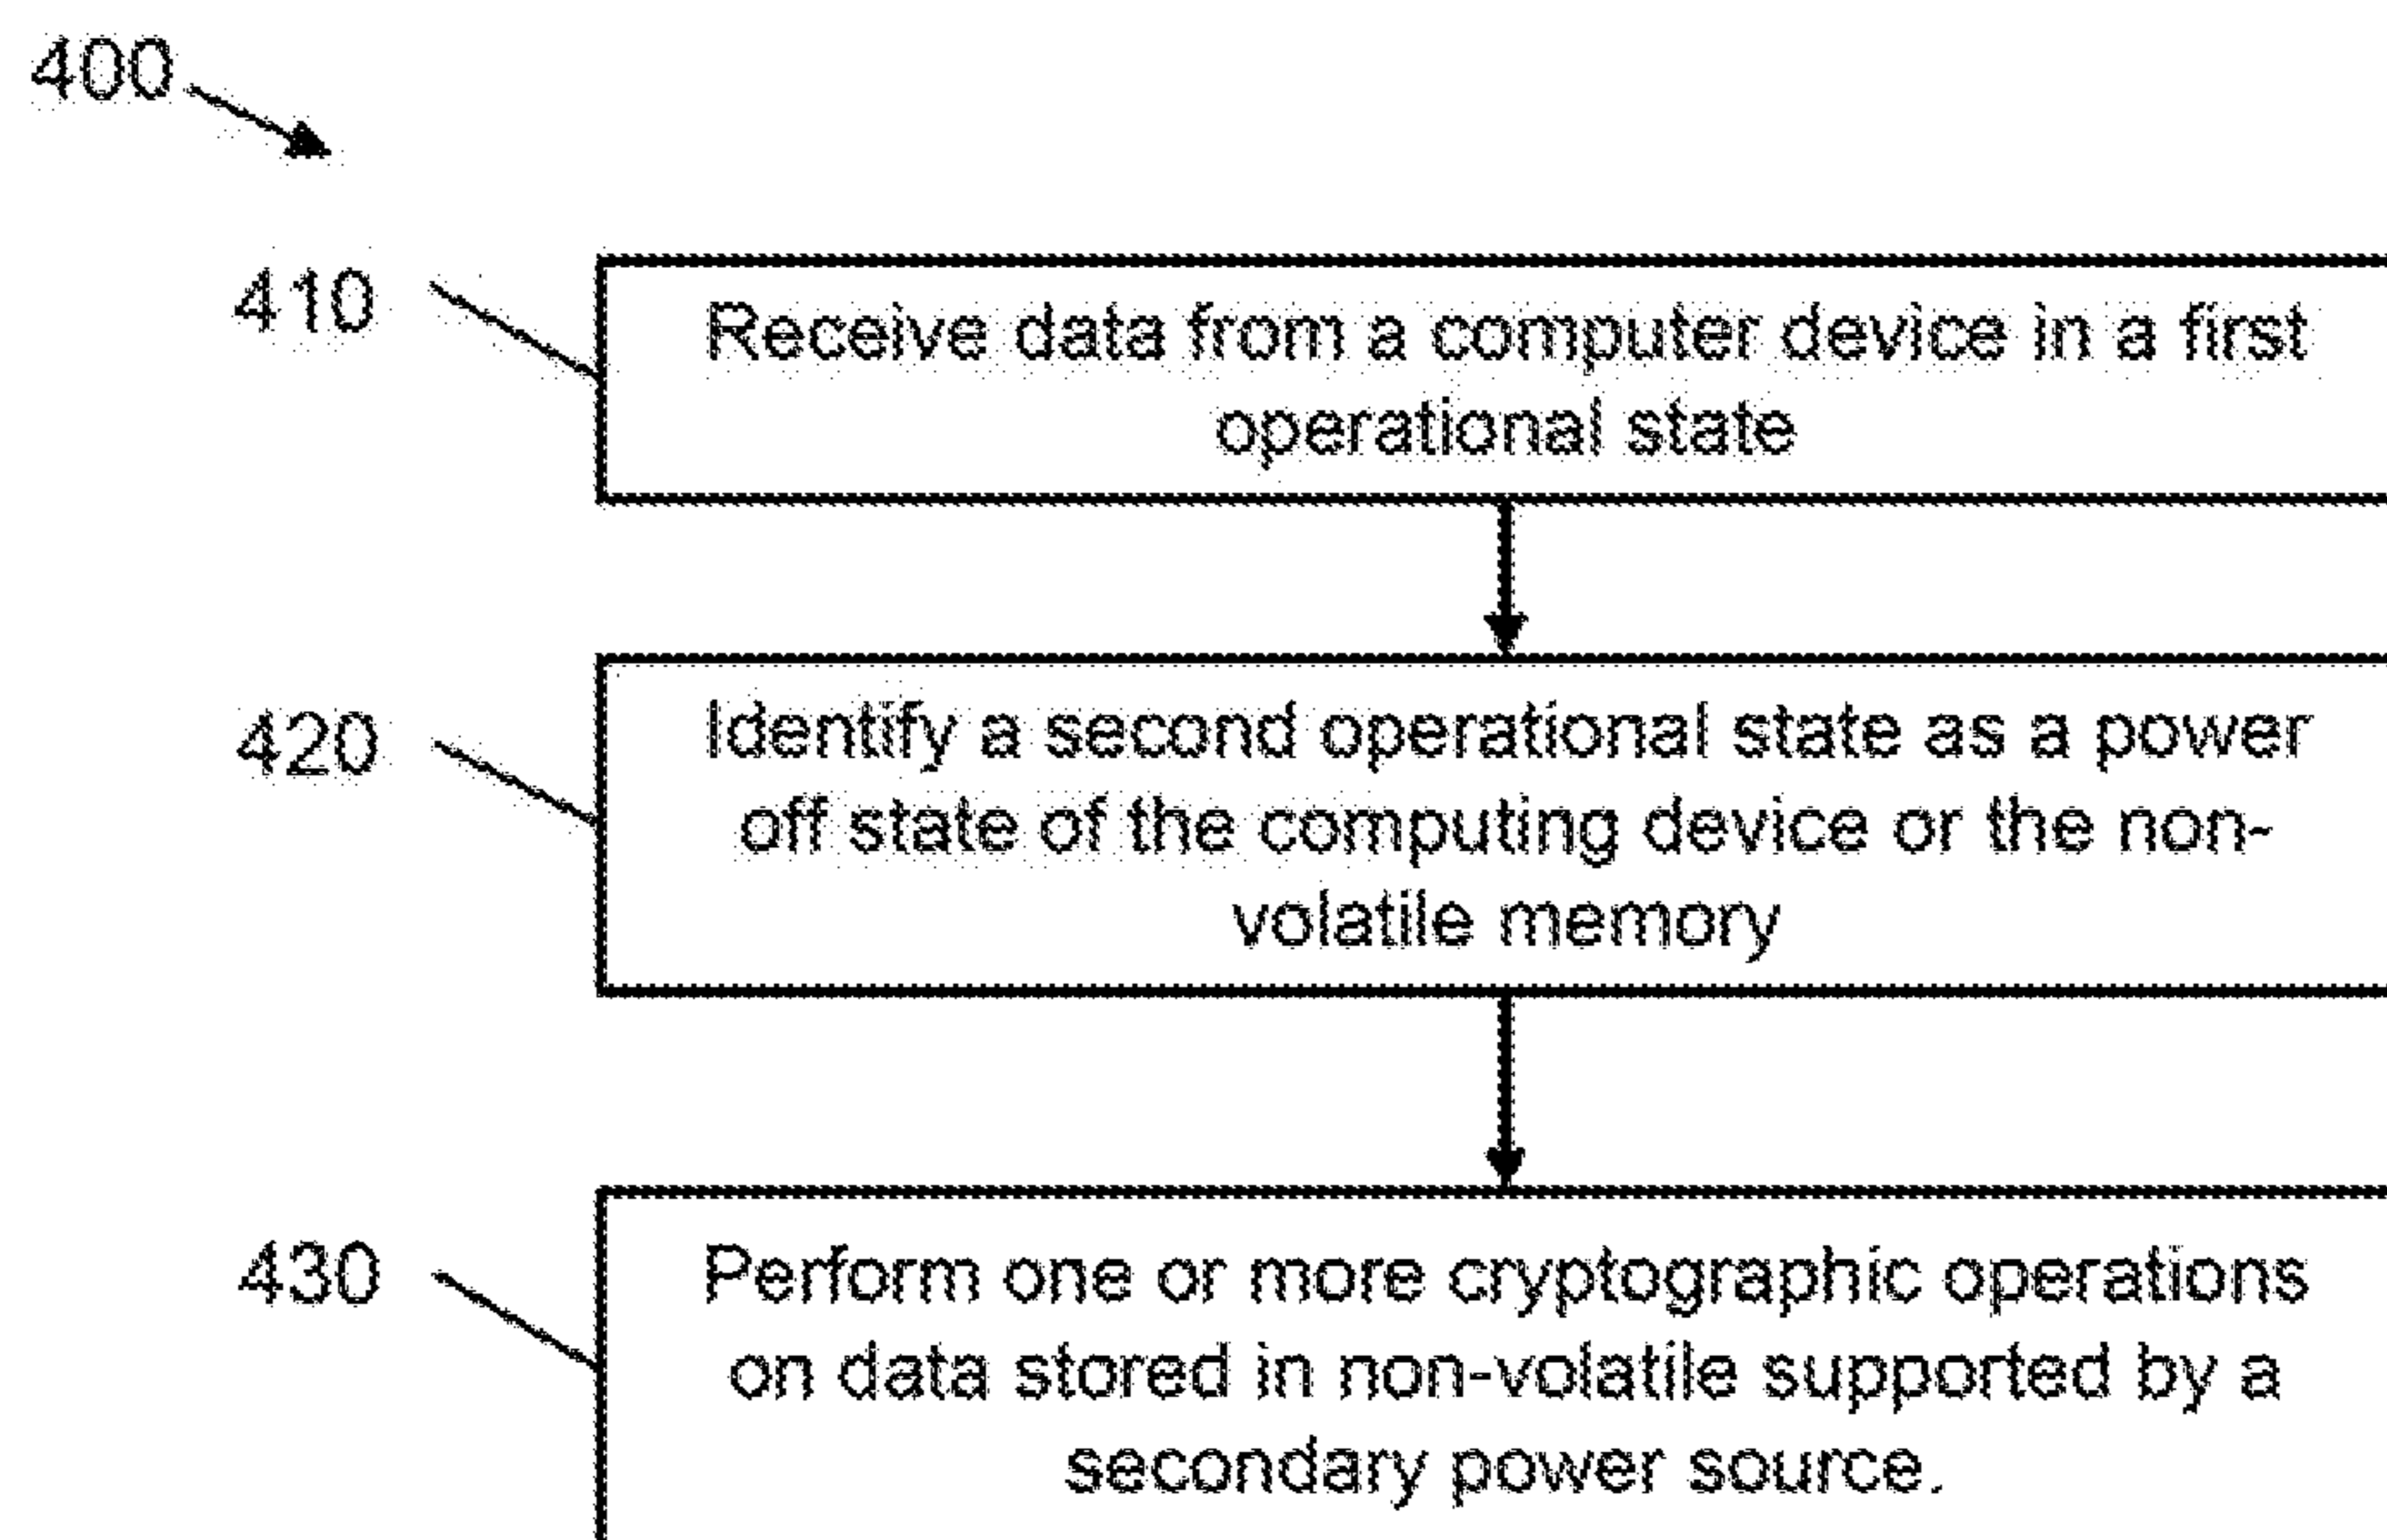 400
410
Receive data from a computer device in a first
operational state
420
Identify a second operational state as a power
off state of the computing device or the non-
volatile memory
430
Perform one or more cryptographic operations
on data stored in non-volatile supported by a
secondary power source.